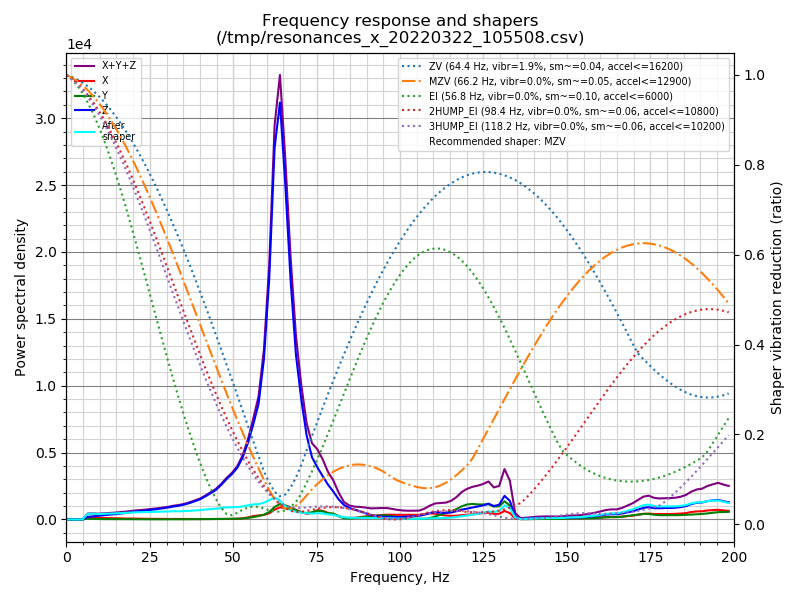 Frequency response and shapers
(/tmp/resonances_x_20220322_105508.csv)
1e4
X+Y+Z
X
Y
Z
After
shaper
ZV (64.4 Hz, vibr=1.9%, sm~=0.04, accel<=16200)
MZV (66.2 Hz, vibr=0.0%, sm~=0.05, accel<=12900)
EI (56.8 Hz, vibr=0.0%, sm~=0.10, accel<=6000)
2HUMP_EI (98.4 Hz, vibr=0.0%, sm~=0.06, accel<=10800)
3HUMP_EI (118.2 Hz, vibr=0.0%, sm~=0.06, accel<=10200)
Recommended shaper: MZV
3.0
2.5
2.0
1.5
1.0
0.5
0.0
Power spectral density
1.0
0.8
0.6
0.4
0.2
0.0
Shaper vibration reduction (ratio)
0 25 50 75 100 125 150 175 200
Frequency, Hz